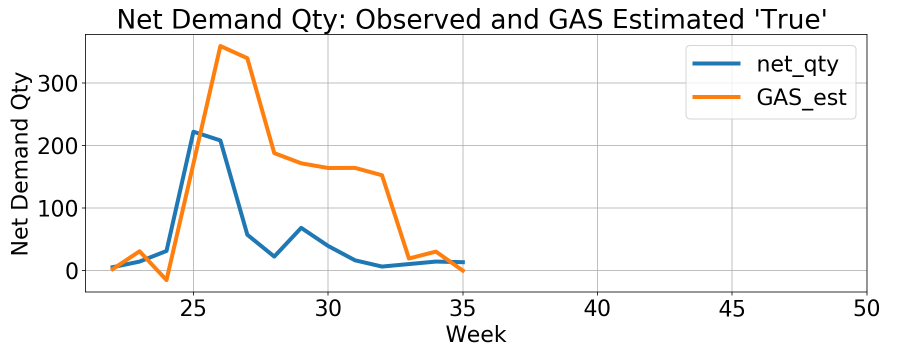 Net Demand Qty: Observed and GAS Estimated 'True'
net_qty
GAS_est
Net Demand Qty
300
200
100
0
25 30 35 40 45 50
Week